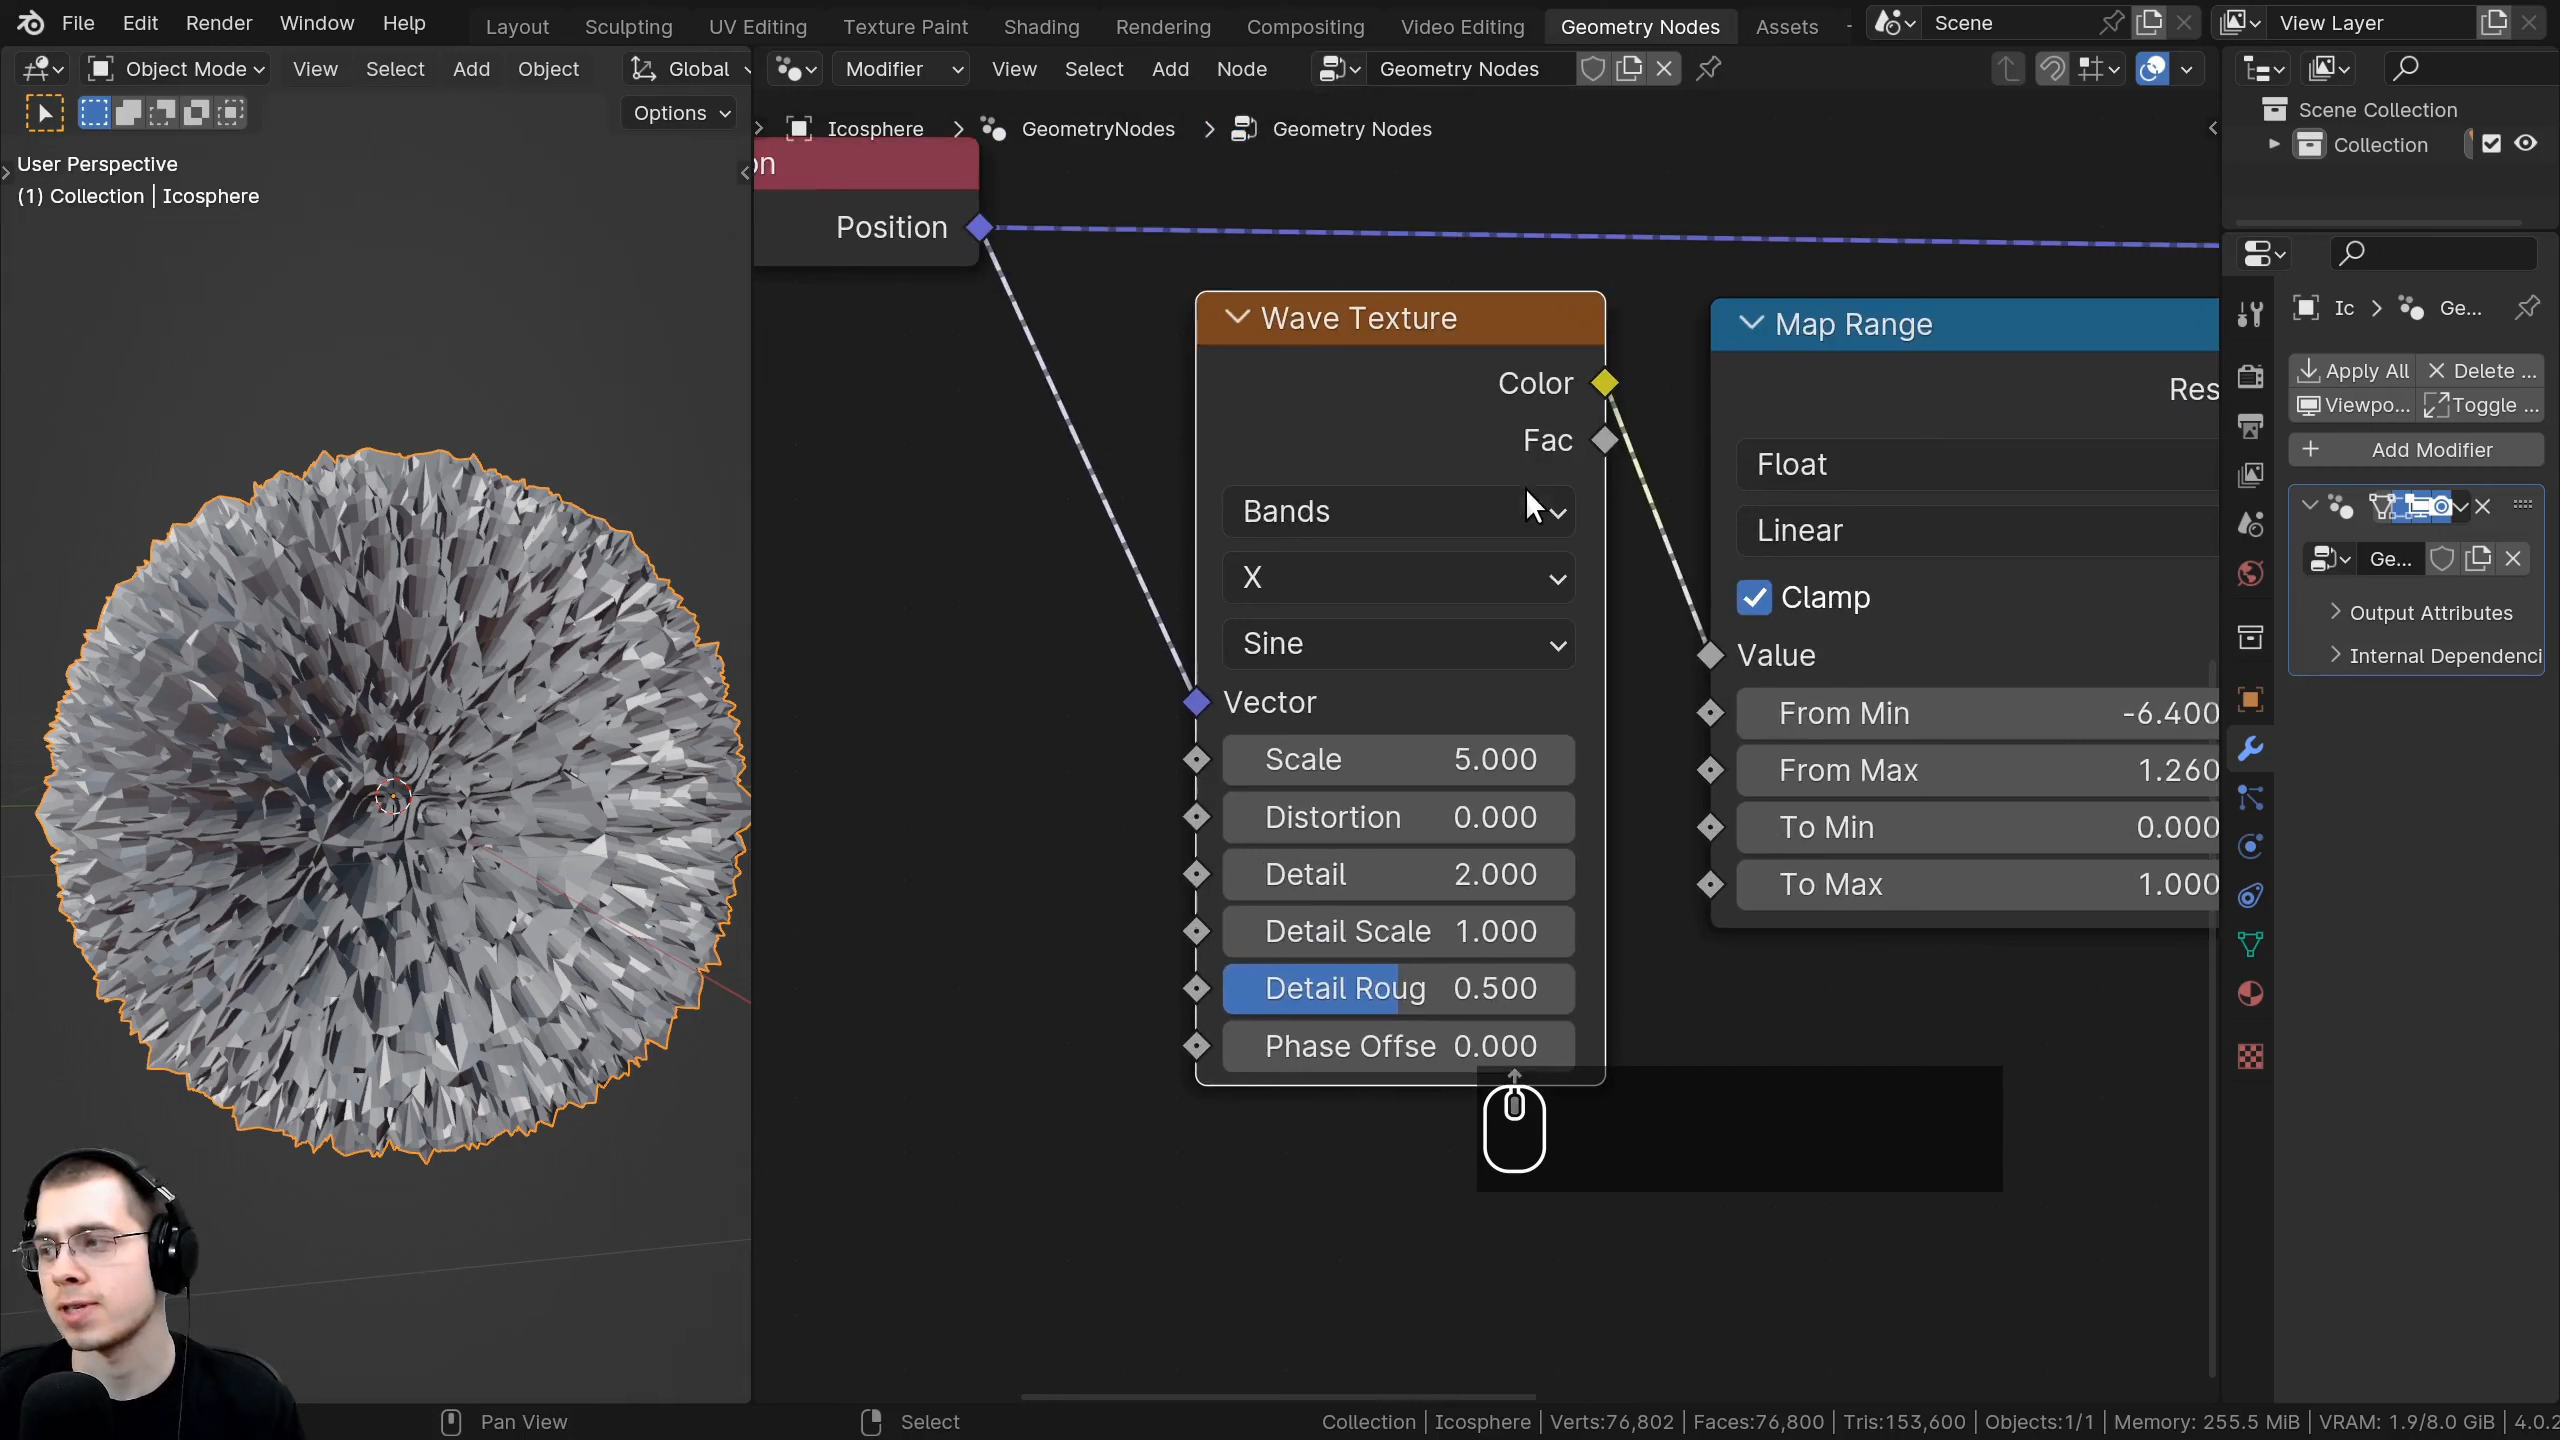 File Edit Render Window Help Layout Sculpting UV Editing Texture Paint Shading Rendering Compositing Video Editing Geometry Nodes Assets Scene View Layer
Object Mode View Select Add Object Global Modifier View Select Add Node Geometry Nodes
Options
Icosphere > GeometryNodes > Geometry Nodes
Scene Collection
Collection
User Perspective
(1) Collection | Icosphere
on
Position
Wave Texture
Color
Fac
Bands
X
Sine
Vector
Scale 5.000
Distortion 0.000
Detail 2.000
Detail Scale 1.000
Detail Roug 0.500
Phase Offse 0.000
Map Range
Res
Float
Linear
Clamp
Value
From Min -6.400
From Max 1.260
To Min 0.000
To Max 1.000
Ic > Ge...
Apply All Delete ...
Viewpo... Toggle ...
Add Modifier
Ge...
Output Attributes
Internal Dependenci
Pan View Select Collection | Icosphere | Verts:76,802 | Faces:76,800 | Tris:153,600 | Objects:1/1 | Memory: 255.5 MiB | VRAM: 1.9/8.0 GiB | 4.0.2